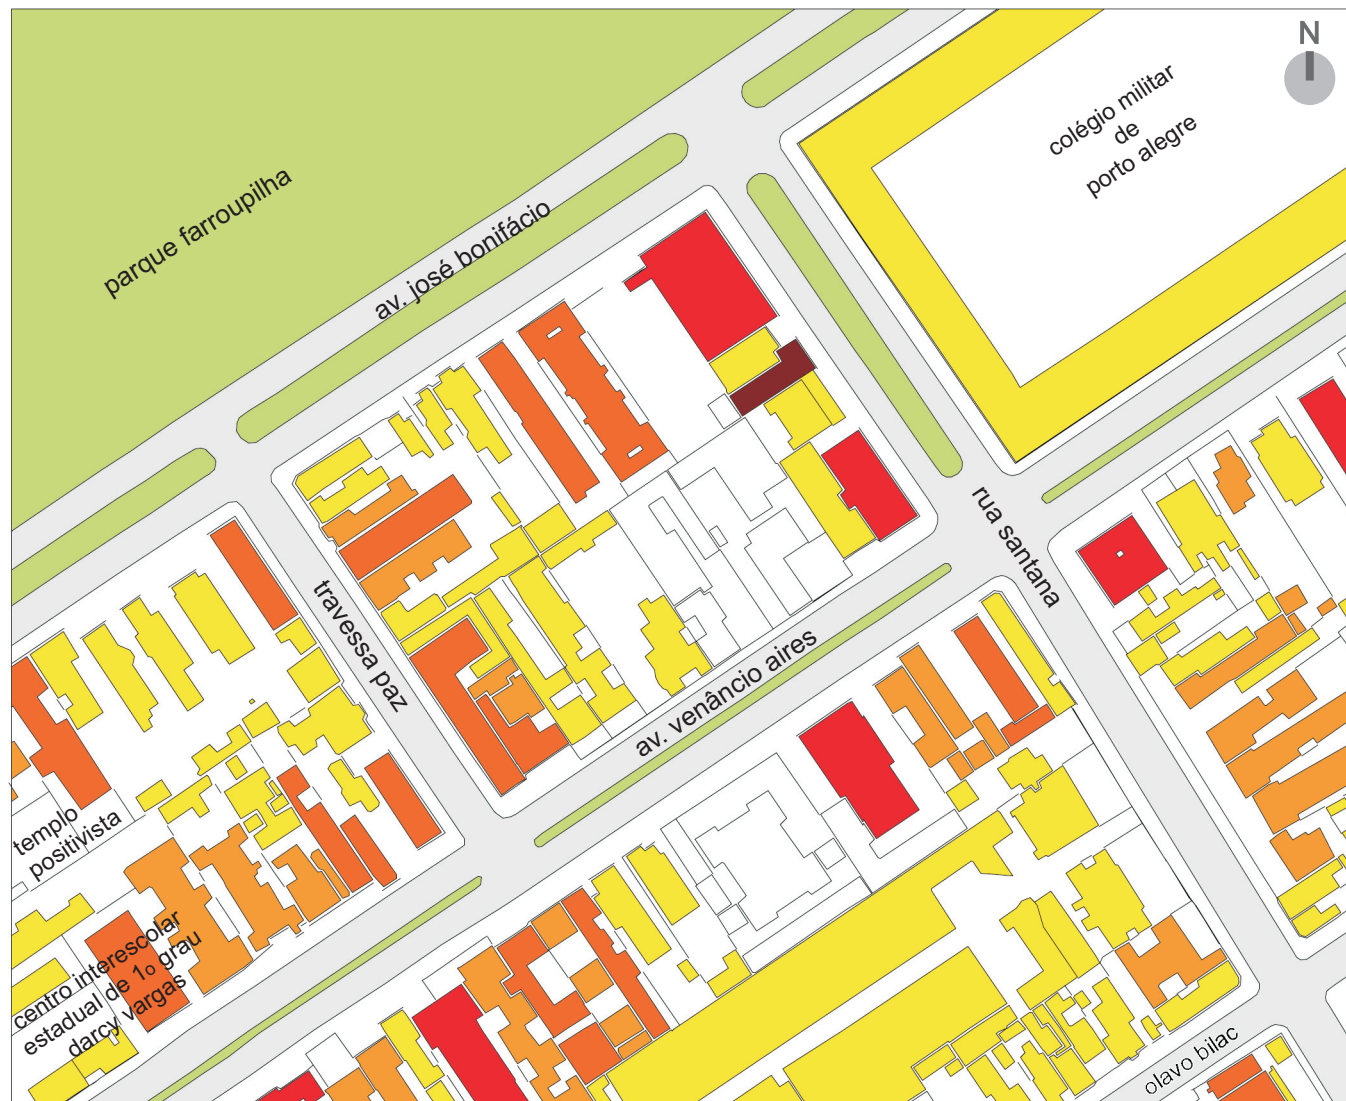 N
colégio militar
de
porto alegre
parque farroupilha
av. josé bonifácio
rua santana
travessa paz
av. venâncio aires
templo
positivista
centro interescolar
estadual de 1o grau
darcy vargas
olavo bilac